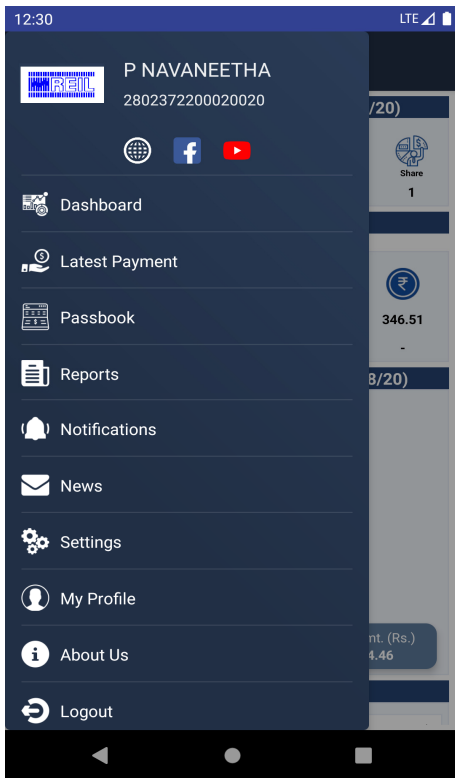 12:30
LTE
REIL
P NAVANEETHA
2802372200020020
/20)
Share
1
Dashboard
Latest Payment
Passbook
346.51
-
Reports
8/20)
Notifications
News
Settings
My Profile
About Us
nt. (Rs.)
4.46
Logout